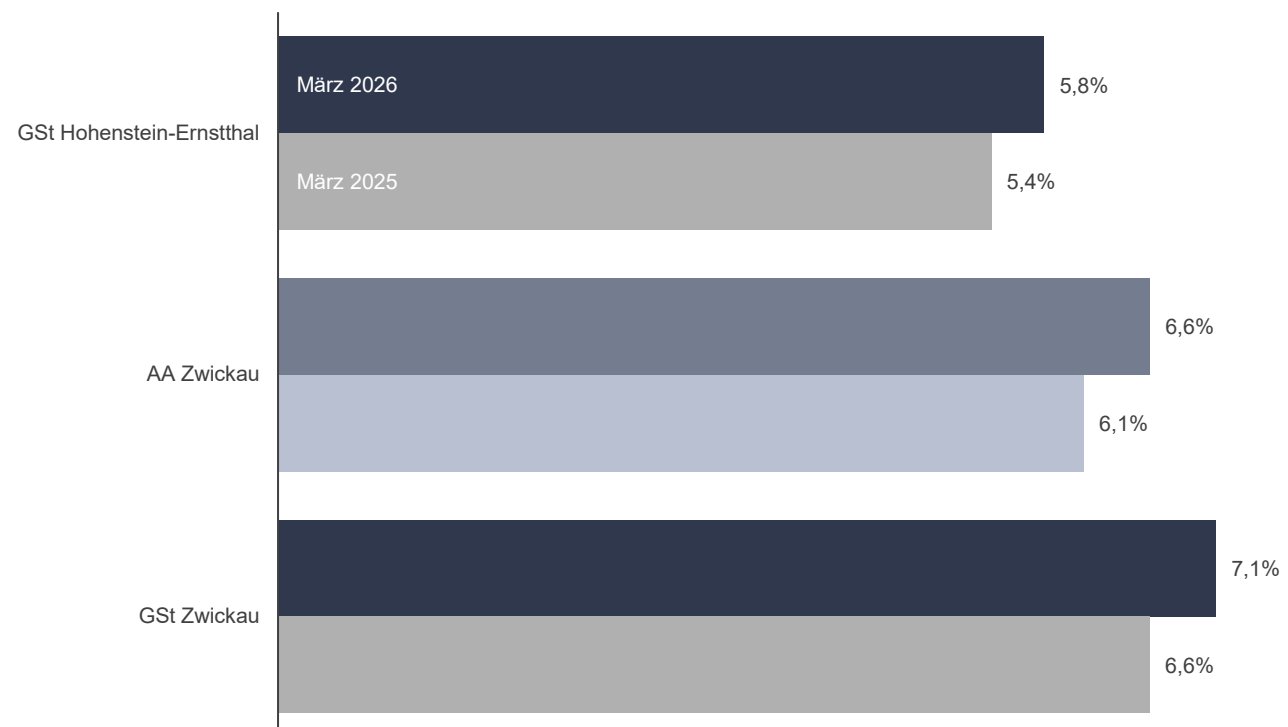 März 2026
5,8%
GSt Hohenstein-Ernstthal
März 2025
5,4%
6,6%
AA Zwickau
6,1%
7,1%
GSt Zwickau
6,6%